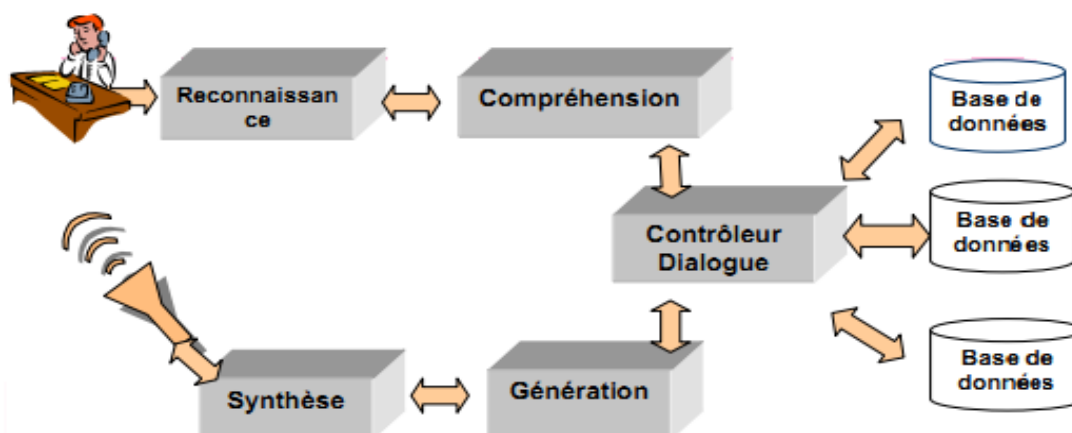 Reconnaissan
ce
Compréhension
Base de
données
Contrôleur
Dialogue
Base de
données
Synthèse
Génération
Base de
données